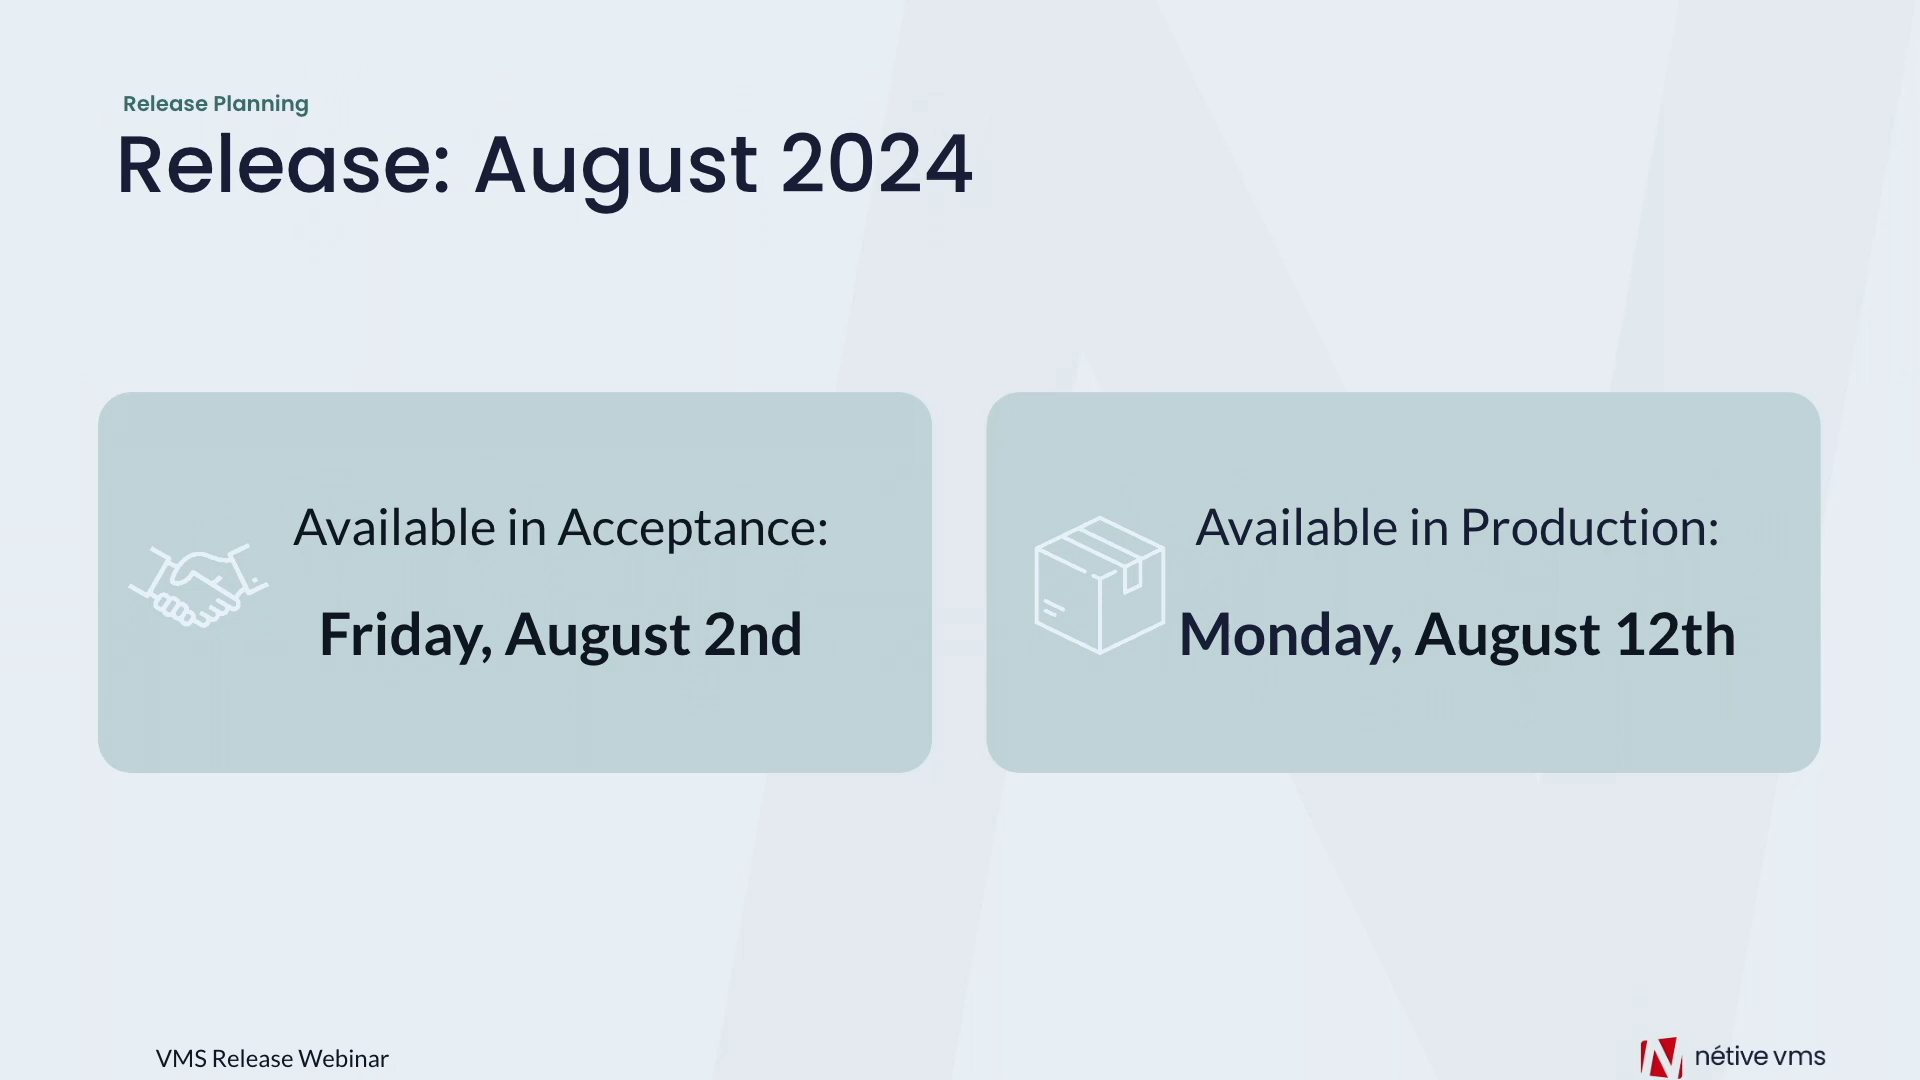 Release Planning
Release: August 2024
Available in Acceptance:
Friday, August 2nd
Available in Production:
Monday, August 12th
VMS Release Webinar
nétive vms